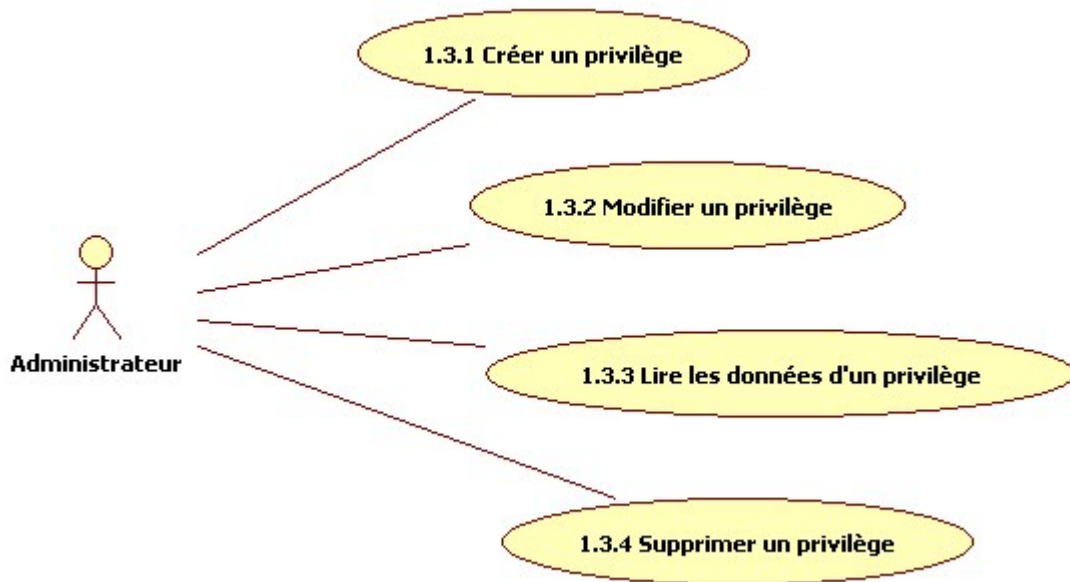 1.3.1 Créer un privilège
1.3.2 Modifier un privilège
Administrateur
1.3.3 Lire les données d'un privilège
1.3.4 Supprimer un privilège